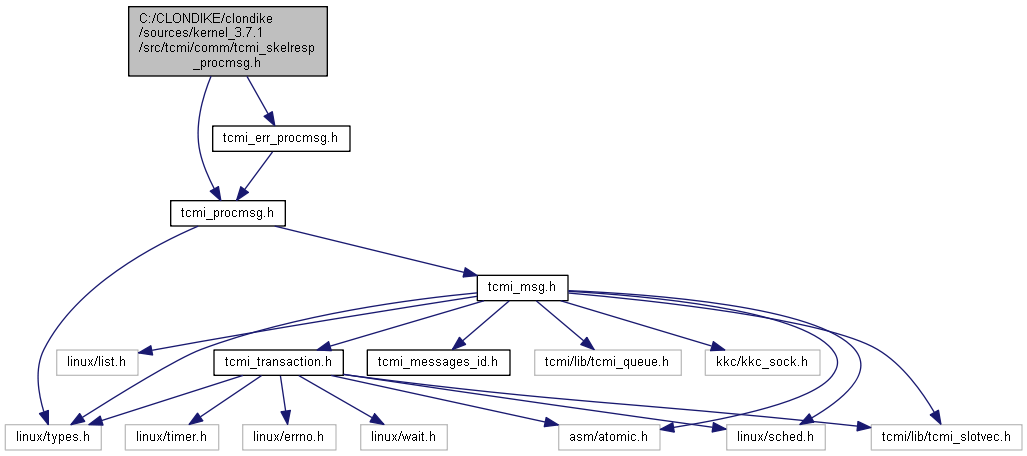 C:/CLONDIKE/clondike
/sources/kernel_3.7.1
/src/tcmi/comm/tcmi_skelresp
_procmsg.h
tcmi_err_procmsg.h
tcmi_procmsg.h
tcmi_msg.h
linux/list.h
tcmi_transaction.h
tcmi_messages_id.h
tcmi/lib/tcmi_queue.h
kkc/kkc_sock.h
linux/types.h
linux/timer.h
linux/errno.h
linux/wait.h
asm/atomic.h
linux/sched.h
tcmi/lib/tcmi_slotvec.h